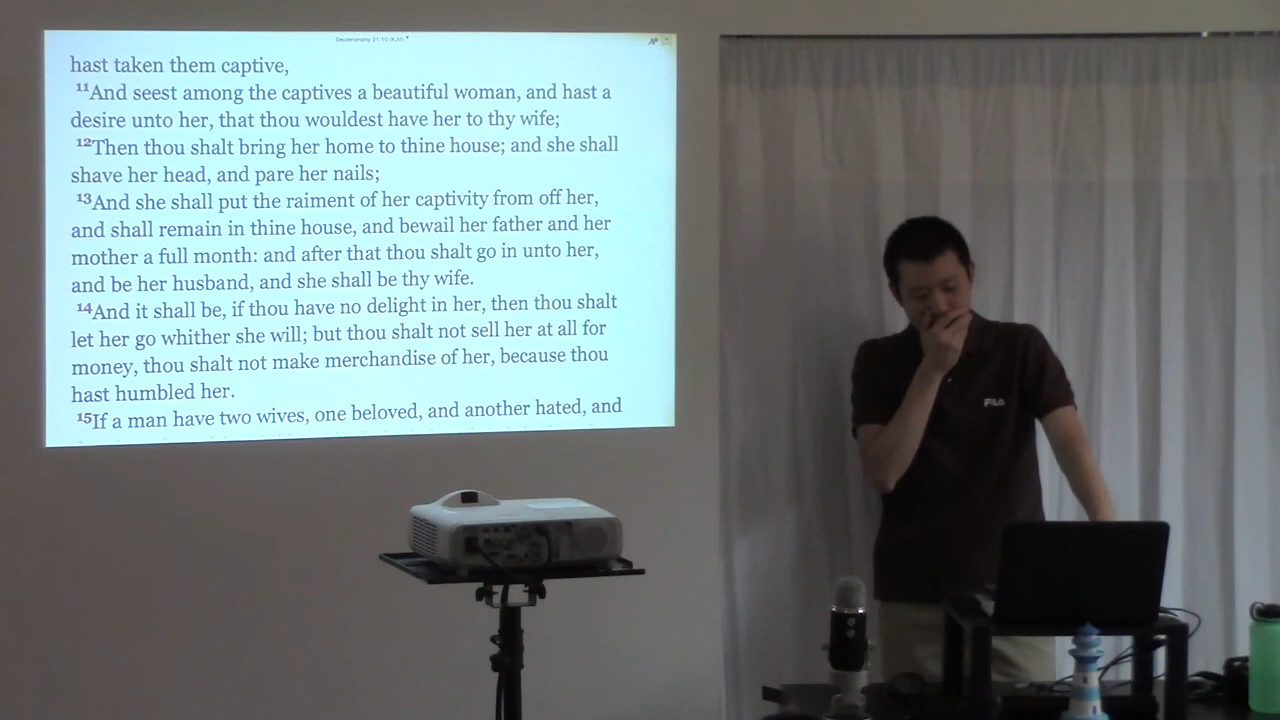 Deuteronomy 21:10 (KJV)
hast taken them captive,
11And seest among the captives a beautiful woman, and hast a
desire unto her, that thou wouldest have her to thy wife;
12Then thou shalt bring her home to thine house; and she shall
shave her head, and pare her nails;
13And she shall put the raiment of her captivity from off her,
and shall remain in thine house, and bewail her father and her
mother a full month: and after that thou shalt go in unto her,
and be her husband, and she shall be thy wife.
14And it shall be, if thou have no delight in her, then thou shalt
let her go whither she will; but thou shalt not sell her at all for
money, thou shalt not make merchandise of her, because thou
hast humbled her.
15If a man have two wives, one beloved, and another hated, and
FILA